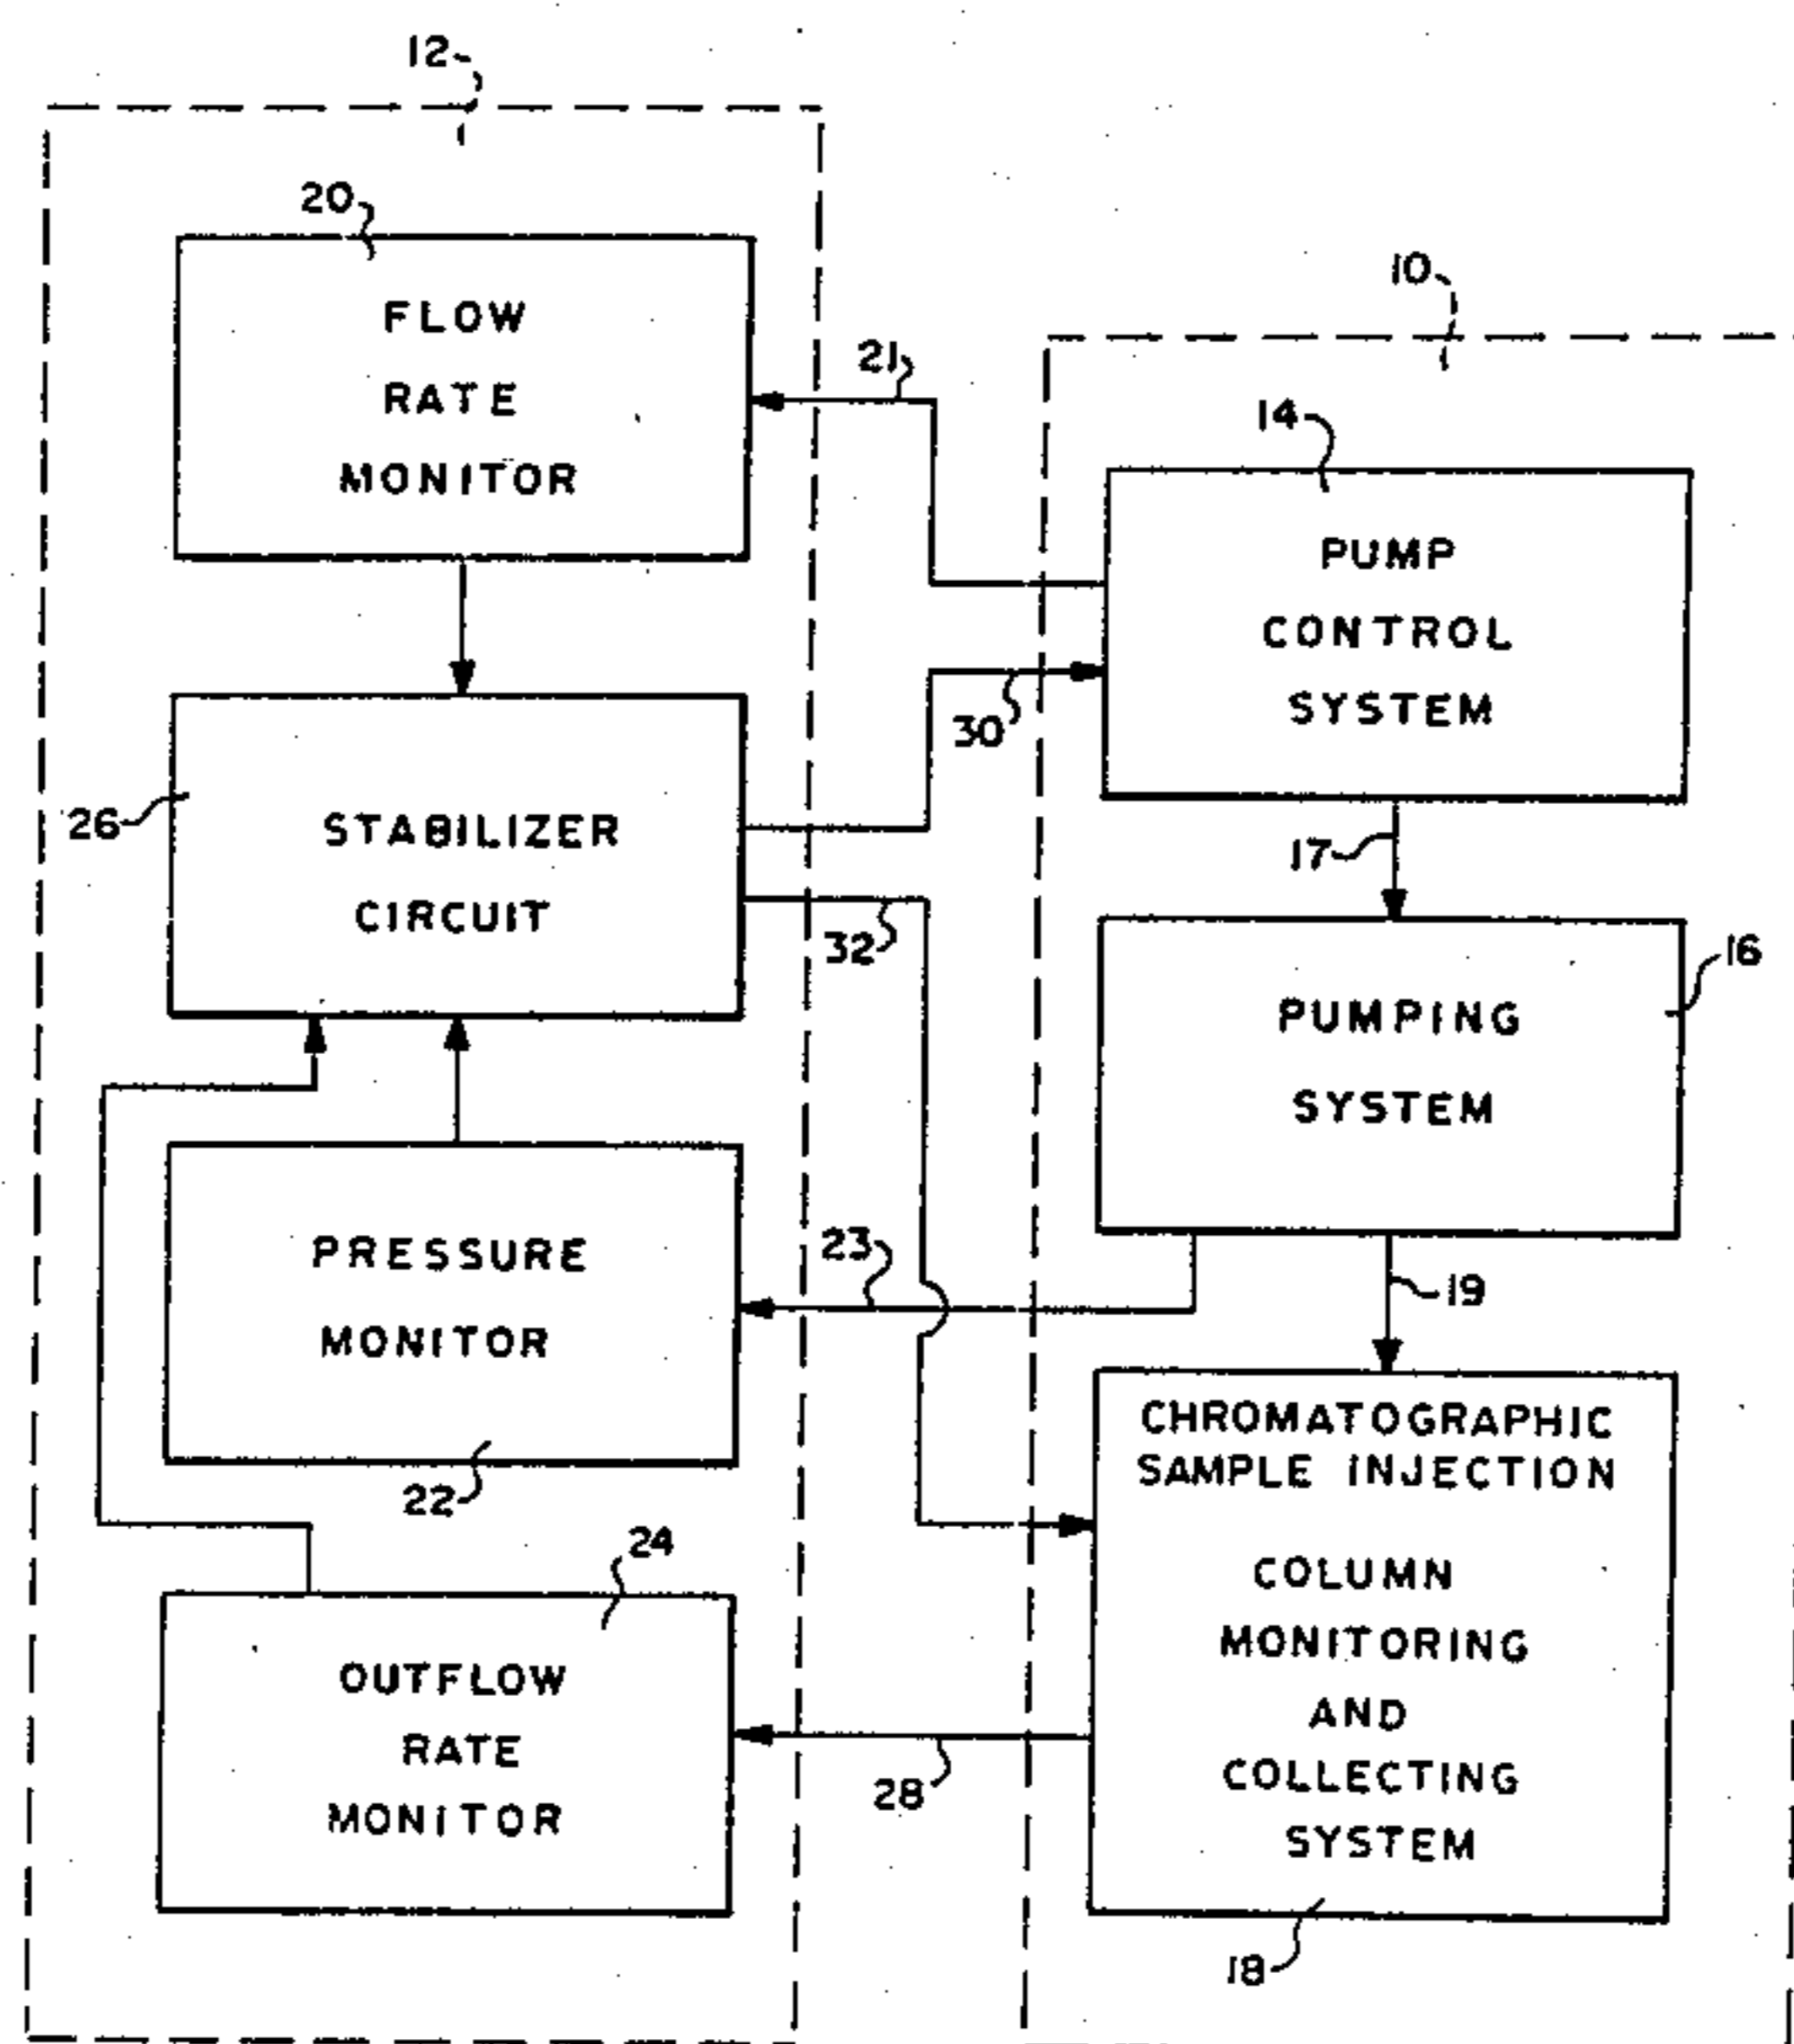 12
20
FLOW
RATE
MONITOR
21
10
14
PUMP
CONTROL
SYSTEM
30
26
STABILIZER
CIRCUIT
32
17
16
PUMPING
SYSTEM
PRESSURE
MONITOR
22
23
19
CHROMATOGRAPHIC
SAMPLE INJECTION
COLUMN
MONITORING
AND
COLLECTING
SYSTEM
18
24
OUTFLOW
RATE
MONITOR
28